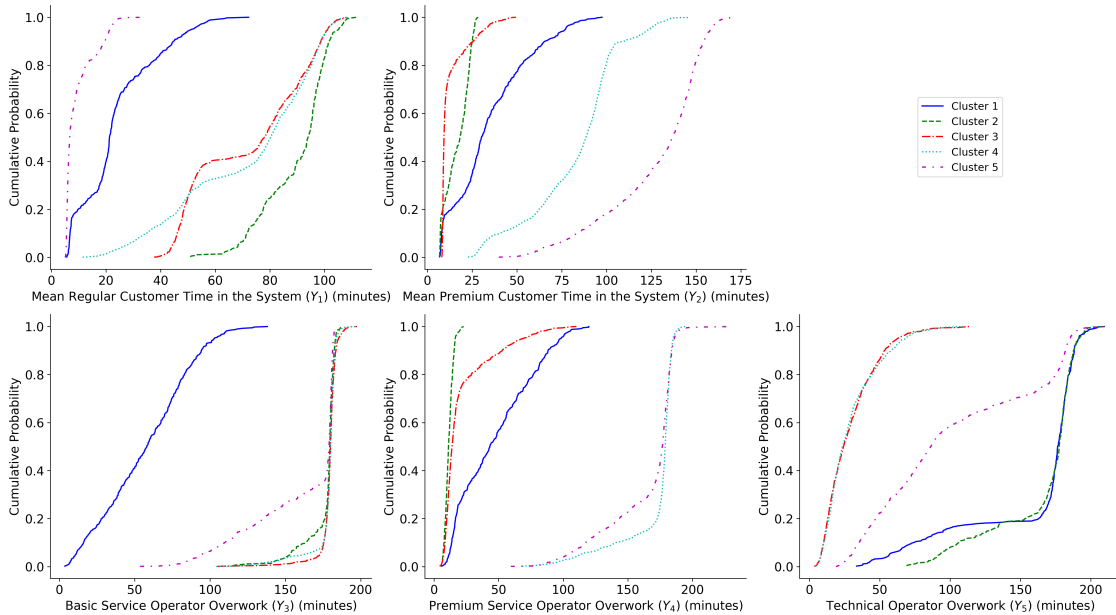 1.0
0.8
0.6
0.4
0.2
0.0
Cumulative Probability
0 20 40 60 80 100
Mean Regular Customer Time in the System (Y1) (minutes)
1.0
0.8
0.6
0.4
0.2
0.0
Cumulative Probability
0 25 50 75 100 125 150 175
Mean Premium Customer Time in the System (Y2) (minutes)
Cluster 1
Cluster 2
Cluster 3
Cluster 4
Cluster 5
1.0
0.8
0.6
0.4
0.2
0.0
Cumulative Probability
0 50 100 150 200
Basic Service Operator Overwork (Y3) (minutes)
1.0
0.8
0.6
0.4
0.2
0.0
Cumulative Probability
0 50 100 150 200
Premium Service Operator Overwork (Y4) (minutes)
1.0
0.8
0.6
0.4
0.2
0.0
Cumulative Probability
0 50 100 150 200
Technical Operator Overwork (Y5) (minutes)